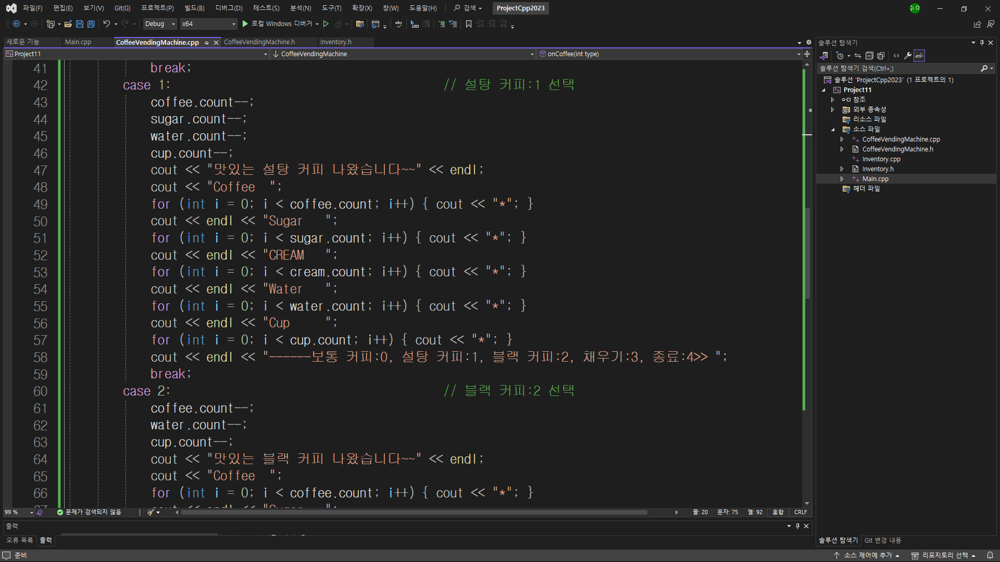 파일(F) 편집(E) 보기(V) Git(G) 프로젝트(P) 빌드(B) 디버그(D) 테스트(S) 분석(N) 도구(T) 확장(X) 창(W) 도움말(H) 검색 ProjectCpp2023 수O
Debug x64 로컬 Windows 디버거
새로운 기능 Main.cpp CoffeeVendingMachine.cpp CoffeeVendingMachine.h Inventory.h
Project11 CoffeeVendingMachine onCoffee(int type)
41 break;
42 case 1: // 설탕 커피:1 선택
43 coffee.count--;
44 sugar.count--;
45 water.count--;
46 cup.count--;
47 cout << "맛있는 설탕 커피 나왔습니다~~" << endl;
48 cout << "Coffee  ";
49 for (int i = 0; i < coffee.count; i++) { cout << "*"; }
50 cout << endl << "Sugar   ";
51 for (int i = 0; i < sugar.count; i++) { cout << "*"; }
52 cout << endl << "CREAM   ";
53 for (int i = 0; i < cream.count; i++) { cout << "*"; }
54 cout << endl << "Water   ";
55 for (int i = 0; i < water.count; i++) { cout << "*"; }
56 cout << endl << "Cup     ";
57 for (int i = 0; i < cup.count; i++) { cout << "*"; }
58 cout << endl << "------보통 커피:0, 설탕 커피:1, 블랙 커피:2, 채우기:3, 종료:4>> ";
59 break;
60 case 2: // 블랙 커피:2 선택
61 coffee.count--;
62 water.count--;
63 cup.count--;
64 cout << "맛있는 블랙 커피 나왔습니다~~" << endl;
65 cout << "Coffee  ";
66 for (int i = 0; i < coffee.count; i++) { cout << "*"; }
67 cout << endl << "Sugar   ";
99 % 문제가 검색되지 않음 줄: 20 문자: 75 열: 92 혼합 CRLF
출력
오류 목록 출력
준비
솔루션 탐색기
솔루션 탐색기 검색(Ctrl+;)
솔루션 'ProjectCpp2023' (1 프로젝트의 1)
Project11
참조
외부 종속성
리소스 파일
소스 파일
CoffeeVendingMachine.cpp
CoffeeVendingMachine.h
Inventory.cpp
Inventory.h
Main.cpp
헤더 파일
솔루션 탐색기 Git 변경 내용
소스 제어에 추가 리포지토리 선택